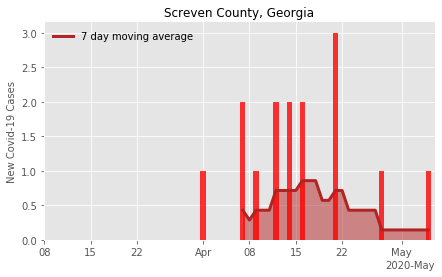 Screven County, Georgia
7 day moving average
New Covid-19 Cases
3.0
2.5
2.0
1.5
1.0
0.5
0.0
08 15 22 Apr 08 15 22 May
2020-May